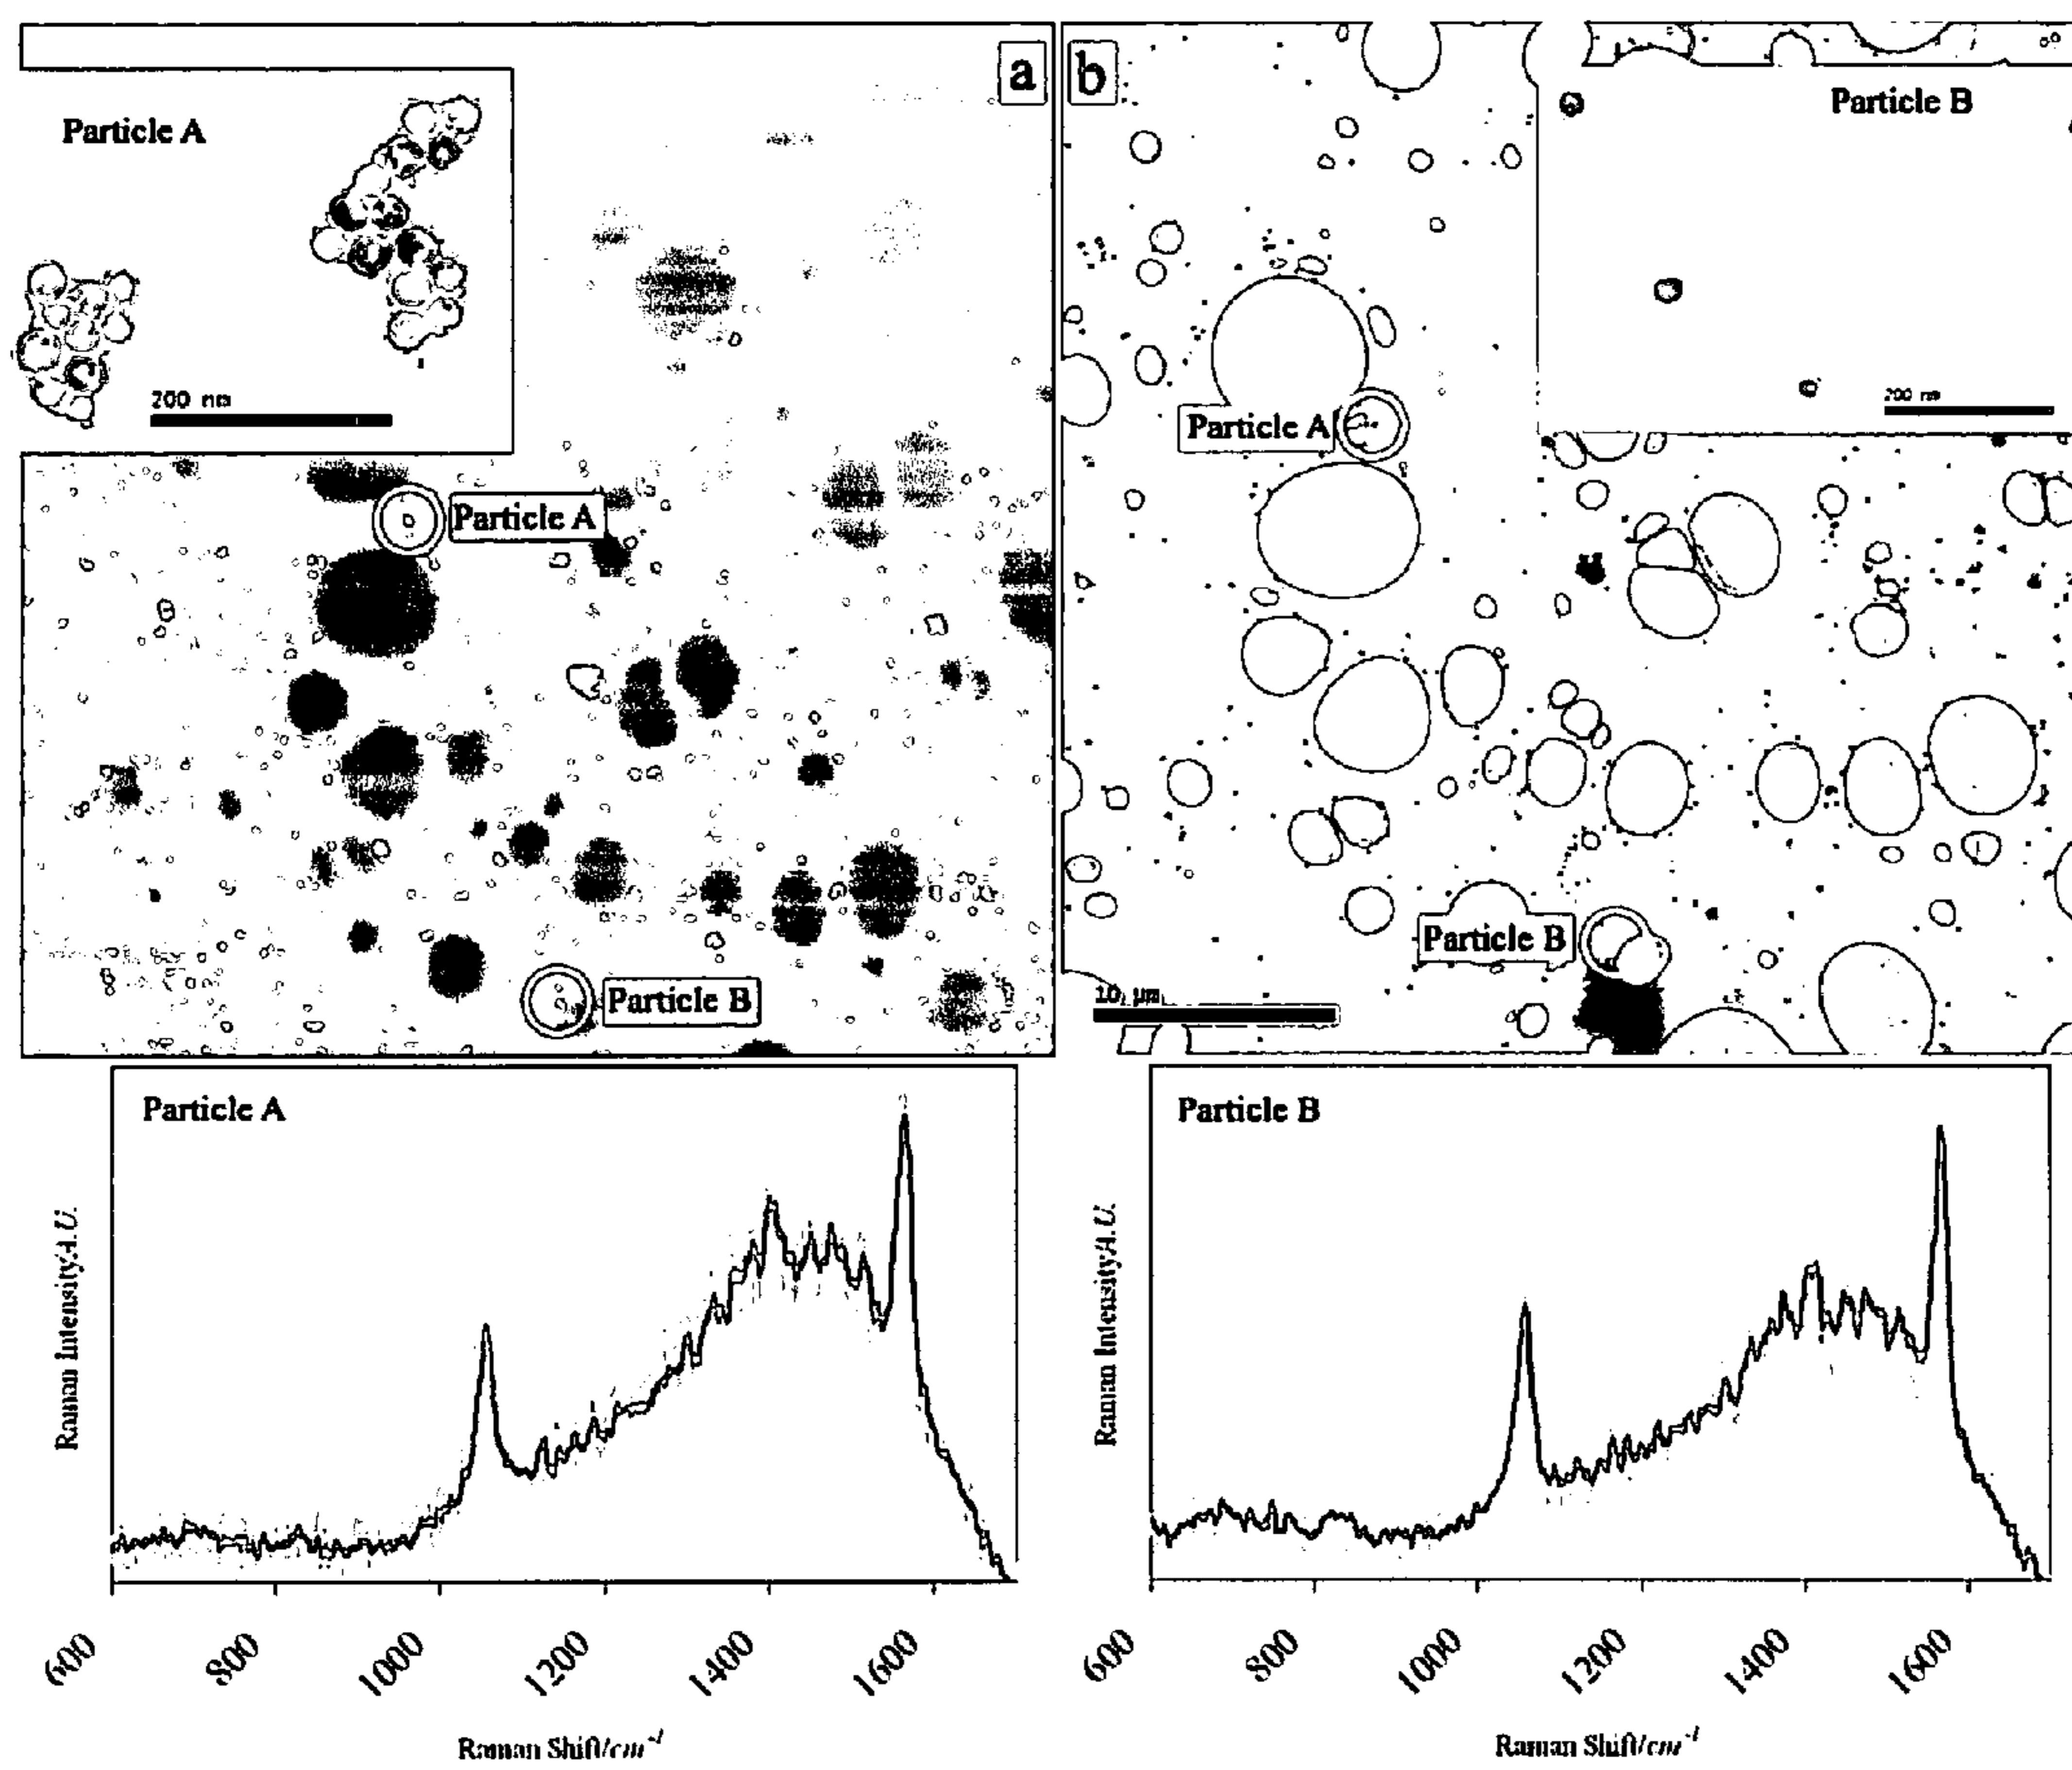 a
b
Particle A
200 nm
Particle A
Particle B
Particle B
200 nm
Particle A
Particle B
10 μm
Particle A
Raman Intensity/A.U.
600 800 1000 1200 1400 1600
Raman Shift/cm⁻¹
Particle B
Raman Intensity/A.U.
600 800 1000 1200 1400 1600
Raman Shift/cm⁻¹